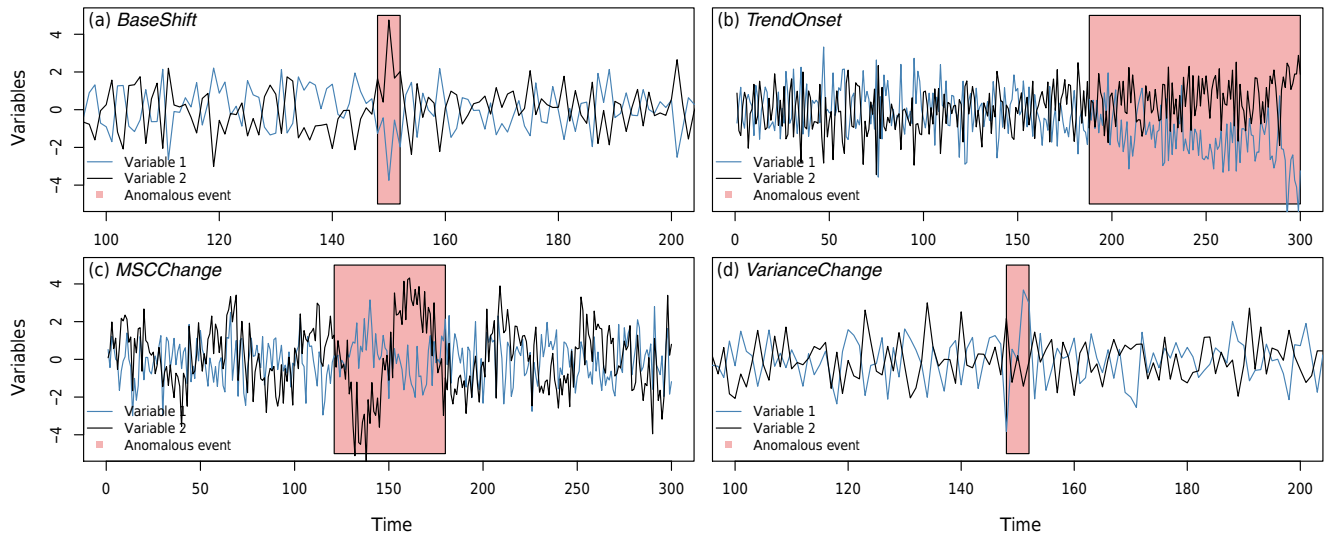 (a) BaseShift
(b) TrendOnset
Variables
4
2
0
−2
−4
Variable 1
Variable 2
Anomalous event
Variable 1
Variable 2
Anomalous event
100 120 140 160 180 200
0 50 100 150 200 250 300
(c) MSCChange
(d) VarianceChange
Variables
4
2
0
−2
−4
Variable 1
Variable 2
Anomalous event
Variable 1
Variable 2
Anomalous event
0 50 100 150 200 250 300
100 120 140 160 180 200
Time
Time